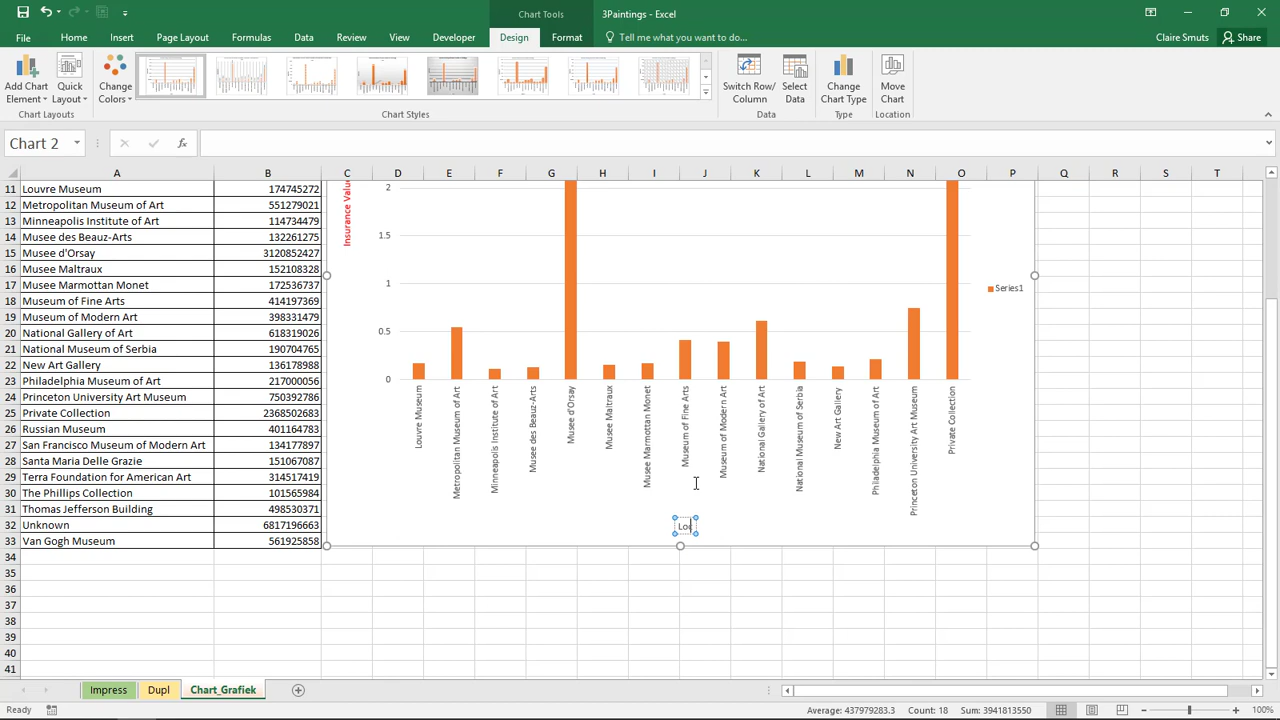 Chart Tools
3Paintings - Excel
File
Home
Insert
Page Layout
Formulas
Data
Review
View
Developer
Design
Format
Tell me what you want to do...
Claire Smuts
Share
Add Chart Element
Quick Layout
Change Colors
Switch Row/ Column
Select Data
Change Chart Type
Move Chart
Chart Layouts
Chart Styles
Data
Type
Location
Chart 2
fx
A B C D E F G H I J K L M N O P Q R S T
11 Louvre Museum 174745272
12 Metropolitan Museum of Art 551279021
13 Minneapolis Institute of Art 114734479
14 Musee des Beauz-Arts 132261275
15 Musee d'Orsay 3120852427
16 Musee Maltraux 152108328
17 Musee Marmottan Monet 172536737
18 Museum of Fine Arts 414197369
19 Museum of Modern Art 398331479
20 National Gallery of Art 618319026
21 National Museum of Serbia 190704765
22 New Art Gallery 136178988
23 Philadelphia Museum of Art 217000056
24 Princeton University Art Museum 750392786
25 Private Collection 2368502683
26 Russian Museum 401164783
27 San Francisco Museum of Modern Art 134177897
28 Santa Maria Delle Grazie 151067087
29 Terra Foundation for American Art 314517419
30 The Phillips Collection 101565984
31 Thomas Jefferson Building 498530371
32 Unknown 6817196663
33 Van Gogh Museum 561925858
34
35
36
37
38
39
40
41
Insurance Valu
2
1.5
1
0.5
0
Louvre Museum
Metropolitan Museum of Art
Minneapolis Institute of Art
Musee des Beauz-Arts
Musee d'Orsay
Musee Maltraux
Musee Marmottan Monet
Museum of Fine Arts
Museum of Modern Art
National Gallery of Art
National Museum of Serbia
New Art Gallery
Philadelphia Museum of Art
Princeton University Art Museum
Private Collection
Series1
Loc
Impress
Dupl
Chart_Grafiek
Ready
Average: 437979283.3
Count: 18
Sum: 3941813550
100%